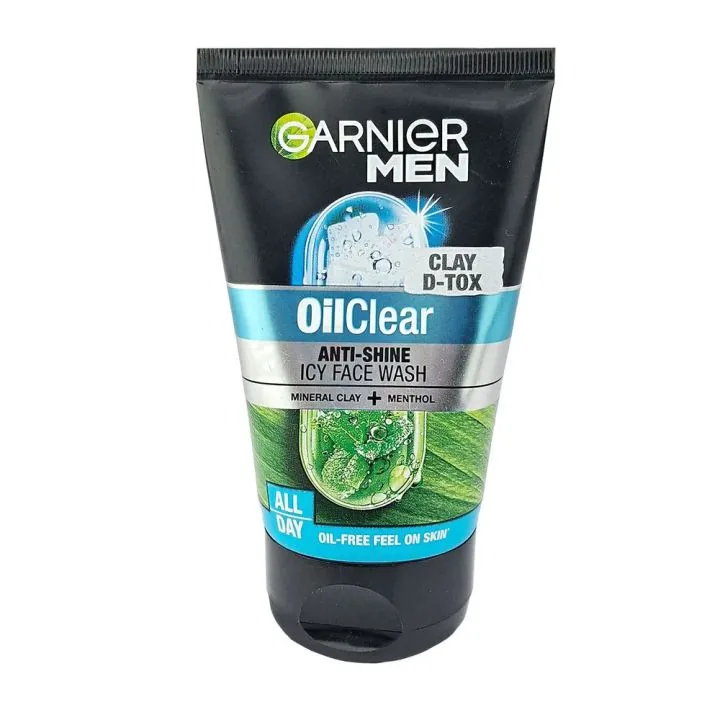 GARNIER
MEN
CLAY
D-TOX
OilClear
ANTI-SHINE
ICY FACE WASH
MINERAL CLAY + MENTHOL
ALL
DAY
OIL-FREE FEEL ON SKIN*